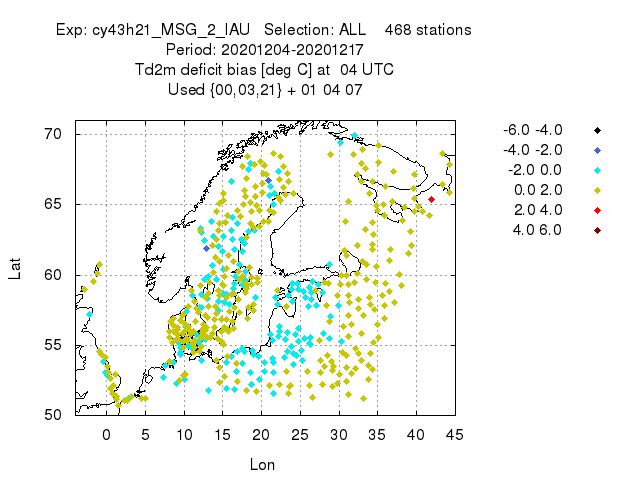 Exp: cy43h21_MSG_2_IAU   Selection: ALL    468 stations
Period: 20201204-20201217
Td2m deficit bias [deg C] at  04 UTC
Used {00,03,21} + 01 04 07
-6.0 -4.0
-4.0 -2.0
-2.0 0.0
0.0 2.0
2.0 4.0
4.0 6.0
70
65
60
55
50
Lat
0 5 10 15 20 25 30 35 40 45
Lon